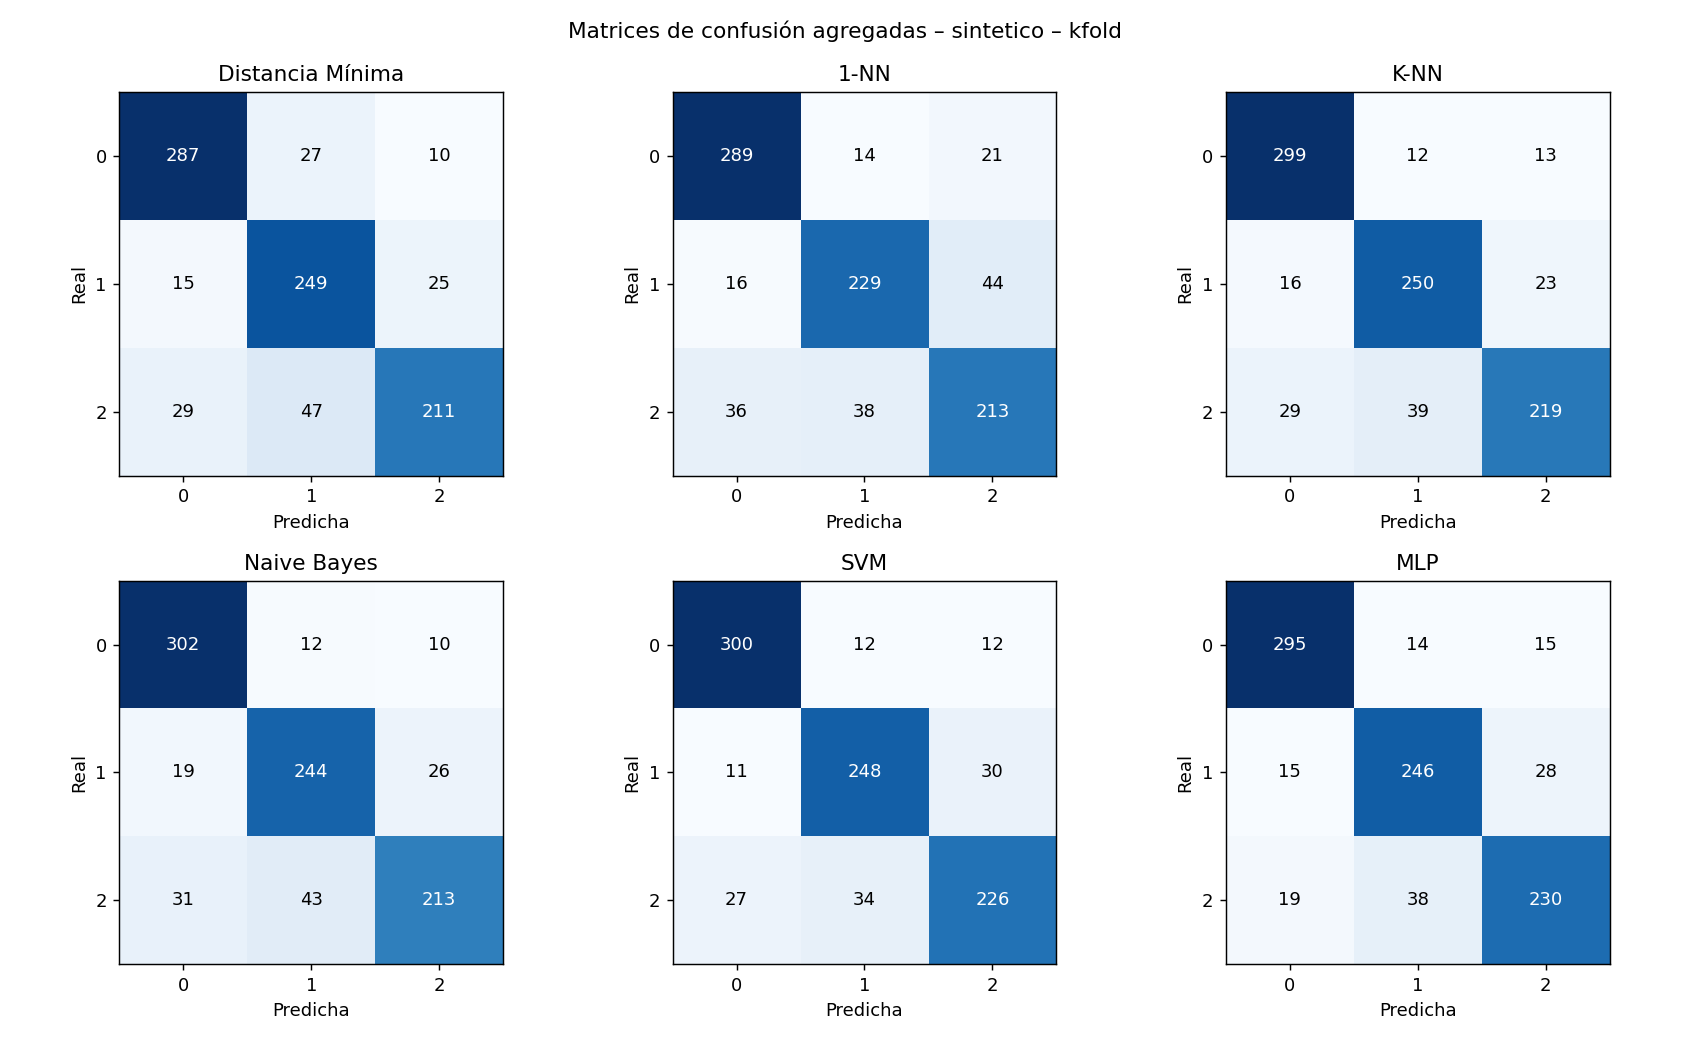 Matrices de confusión agregadas – sintetico – kfold
Distancia Mínima
0 287 27 10
Real 1 15 249 25
2 29 47 211
0 1 2
Predicha
1-NN
0 289 14 21
Real 1 16 229 44
2 36 38 213
0 1 2
Predicha
K-NN
0 299 12 13
Real 1 16 250 23
2 29 39 219
0 1 2
Predicha
Naive Bayes
0 302 12 10
Real 1 19 244 26
2 31 43 213
0 1 2
Predicha
SVM
0 300 12 12
Real 1 11 248 30
2 27 34 226
0 1 2
Predicha
MLP
0 295 14 15
Real 1 15 246 28
2 19 38 230
0 1 2
Predicha